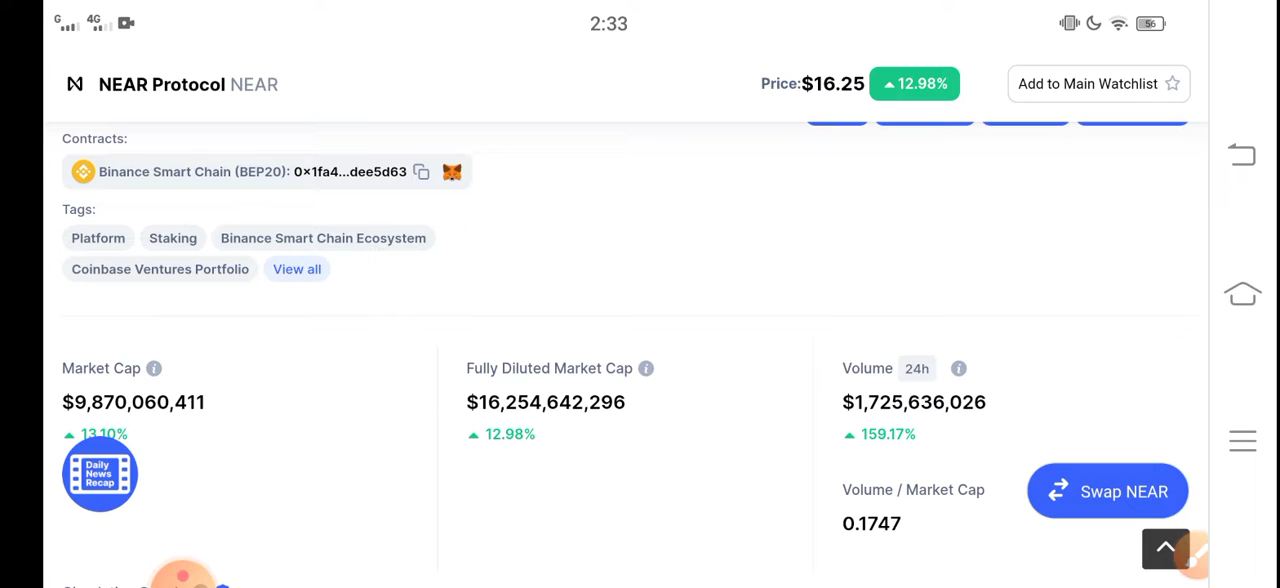 G 4G 2:33 56
NEAR Protocol NEAR Price:$16.25 12.98% Add to Main Watchlist
Contracts:
Binance Smart Chain (BEP20): 0x1fa4...dee5d63
Tags:
Platform Staking Binance Smart Chain Ecosystem
Coinbase Ventures Portfolio View all
Market Cap Fully Diluted Market Cap Volume 24h
$9,870,060,411 $16,254,642,296 $1,725,636,026
13.10% 12.98% 159.17%
Daily
News
Recap
Volume / Market Cap
Swap NEAR
0.1747